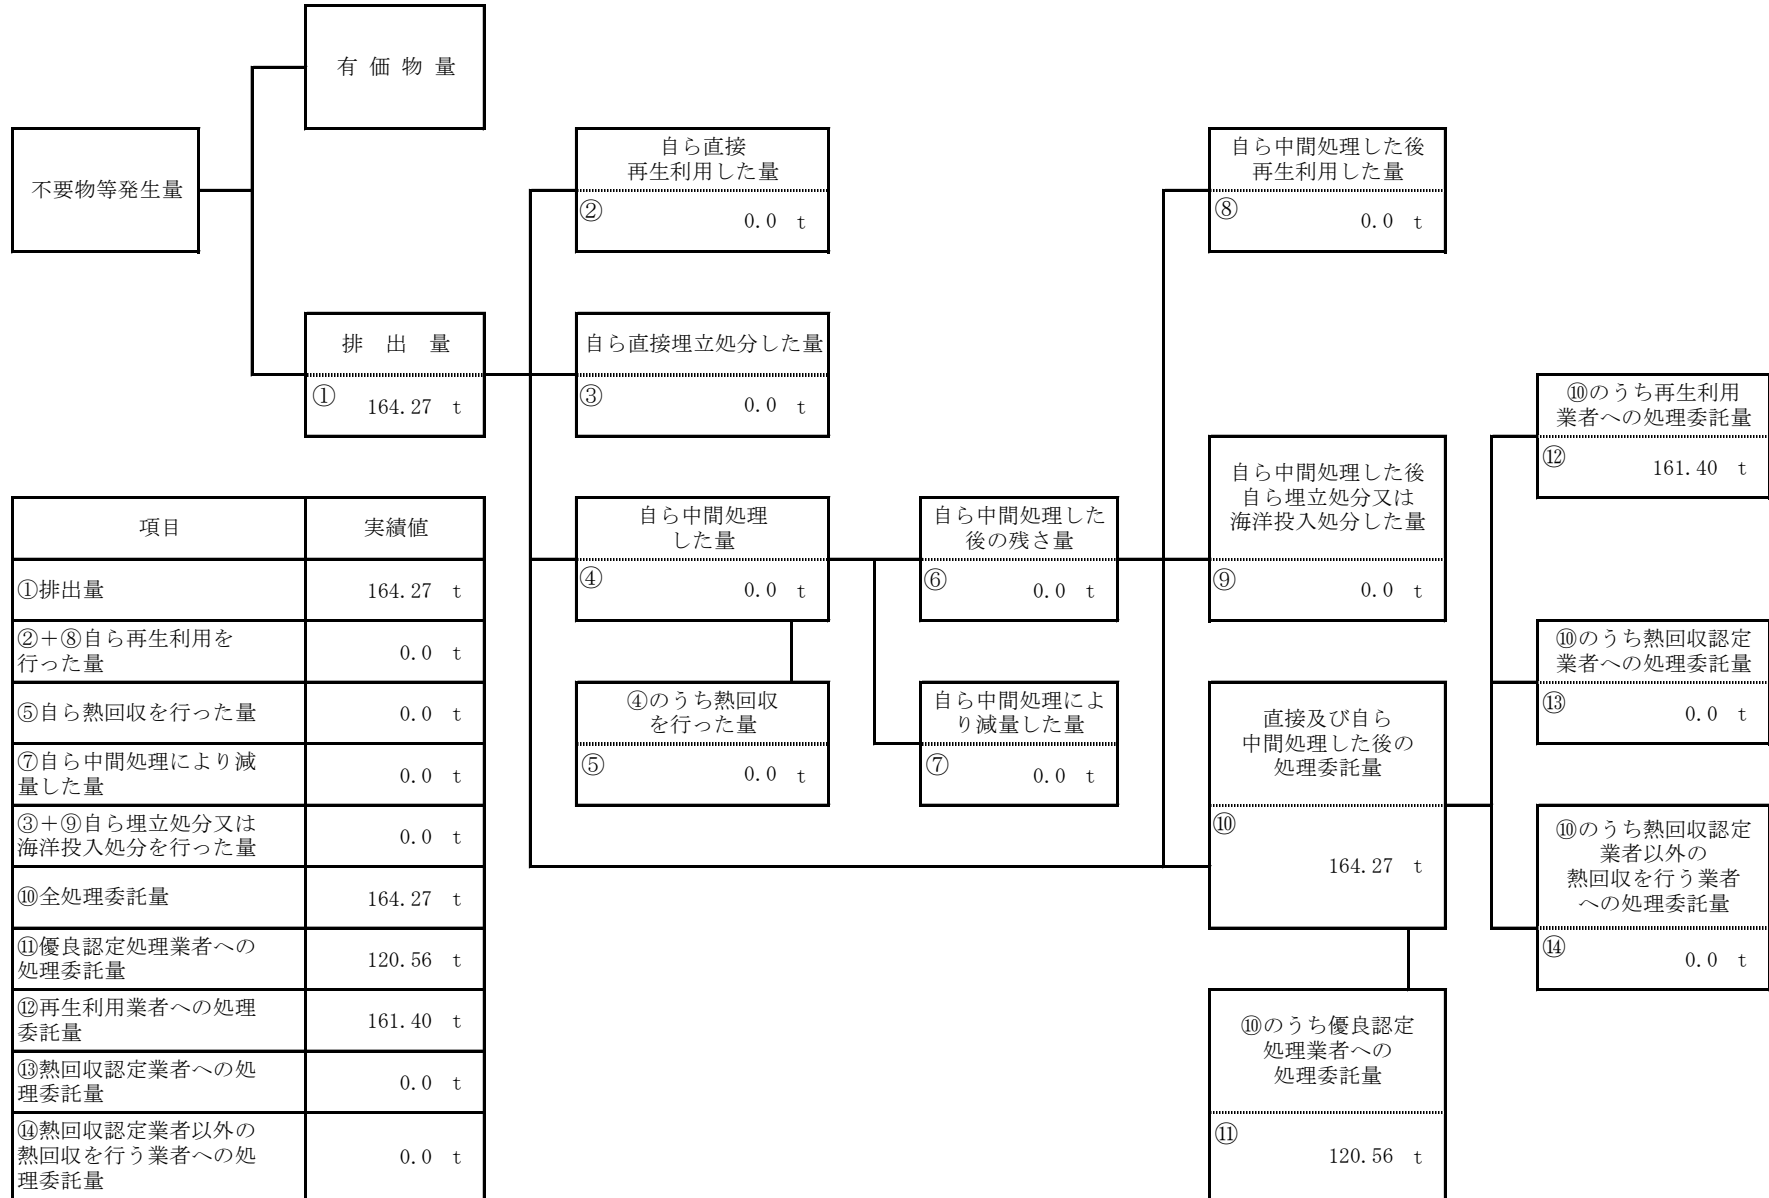 有価物量
不要物等発生量
排出量
①
164.27 t
自ら直接
再生利用した量
②
0.0 t
自ら直接埋立処分した量
③
0.0 t
自ら中間処理
した量
④
0.0 t
④のうち熱回収
を行った量
⑤
0.0 t
自ら中間処理した
後の残さ量
⑥
0.0 t
自ら中間処理によ
り減量した量
⑦
0.0 t
自ら中間処理した後
再生利用した量
⑧
0.0 t
自ら中間処理した後
自ら埋立処分又は
海洋投入処分した量
⑨
0.0 t
直接及び自ら
中間処理した後の
処理委託量
⑩
164.27 t
⑩のうち優良認定
処理業者への
処理委託量
⑪
120.56 t
⑩のうち再生利用
業者への処理委託量
⑫
161.40 t
⑩のうち熱回収認定
業者への処理委託量
⑬
0.0 t
⑩のうち熱回収認定
業者以外の
熱回収を行う業者
への処理委託量
⑭
0.0 t
項目 実績値
①排出量 164.27 t
②+⑧自ら再生利用を
行った量 0.0 t
⑤自ら熱回収を行った量 0.0 t
⑦自ら中間処理により減
量した量 0.0 t
③+⑨自ら埋立処分又は
海洋投入処分を行った量 0.0 t
⑩全処理委託量 164.27 t
⑪優良認定処理業者への
処理委託量 120.56 t
⑫再生利用業者への処理
委託量 161.40 t
⑬熱回収認定業者への処
理委託量 0.0 t
⑭熱回収認定業者以外の
熱回収を行う業者への処
理委託量 0.0 t